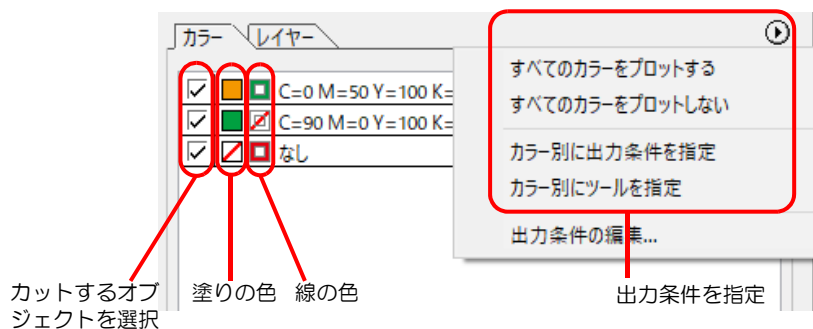 カラー レイヤー
すべてのカラーをプロットする
すべてのカラーをプロットしない
カラー別に出力条件を指定
カラー別にツールを指定
出力条件の編集...
C=0 M=50 Y=100 K=
C=90 M=0 Y=100 K=
なし
カットするオブ
ジェクトを選択
塗りの色
線の色
出力条件を指定